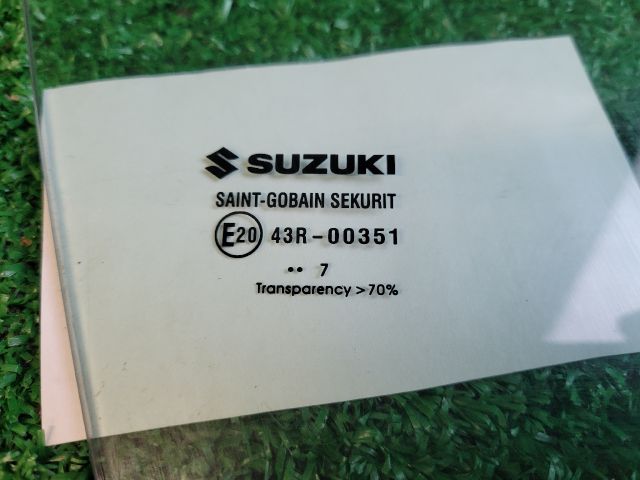 SUZUKI
SAINT-GOBAIN SEKURIT
E20 43R-00351
•• 7
Transparency >70%